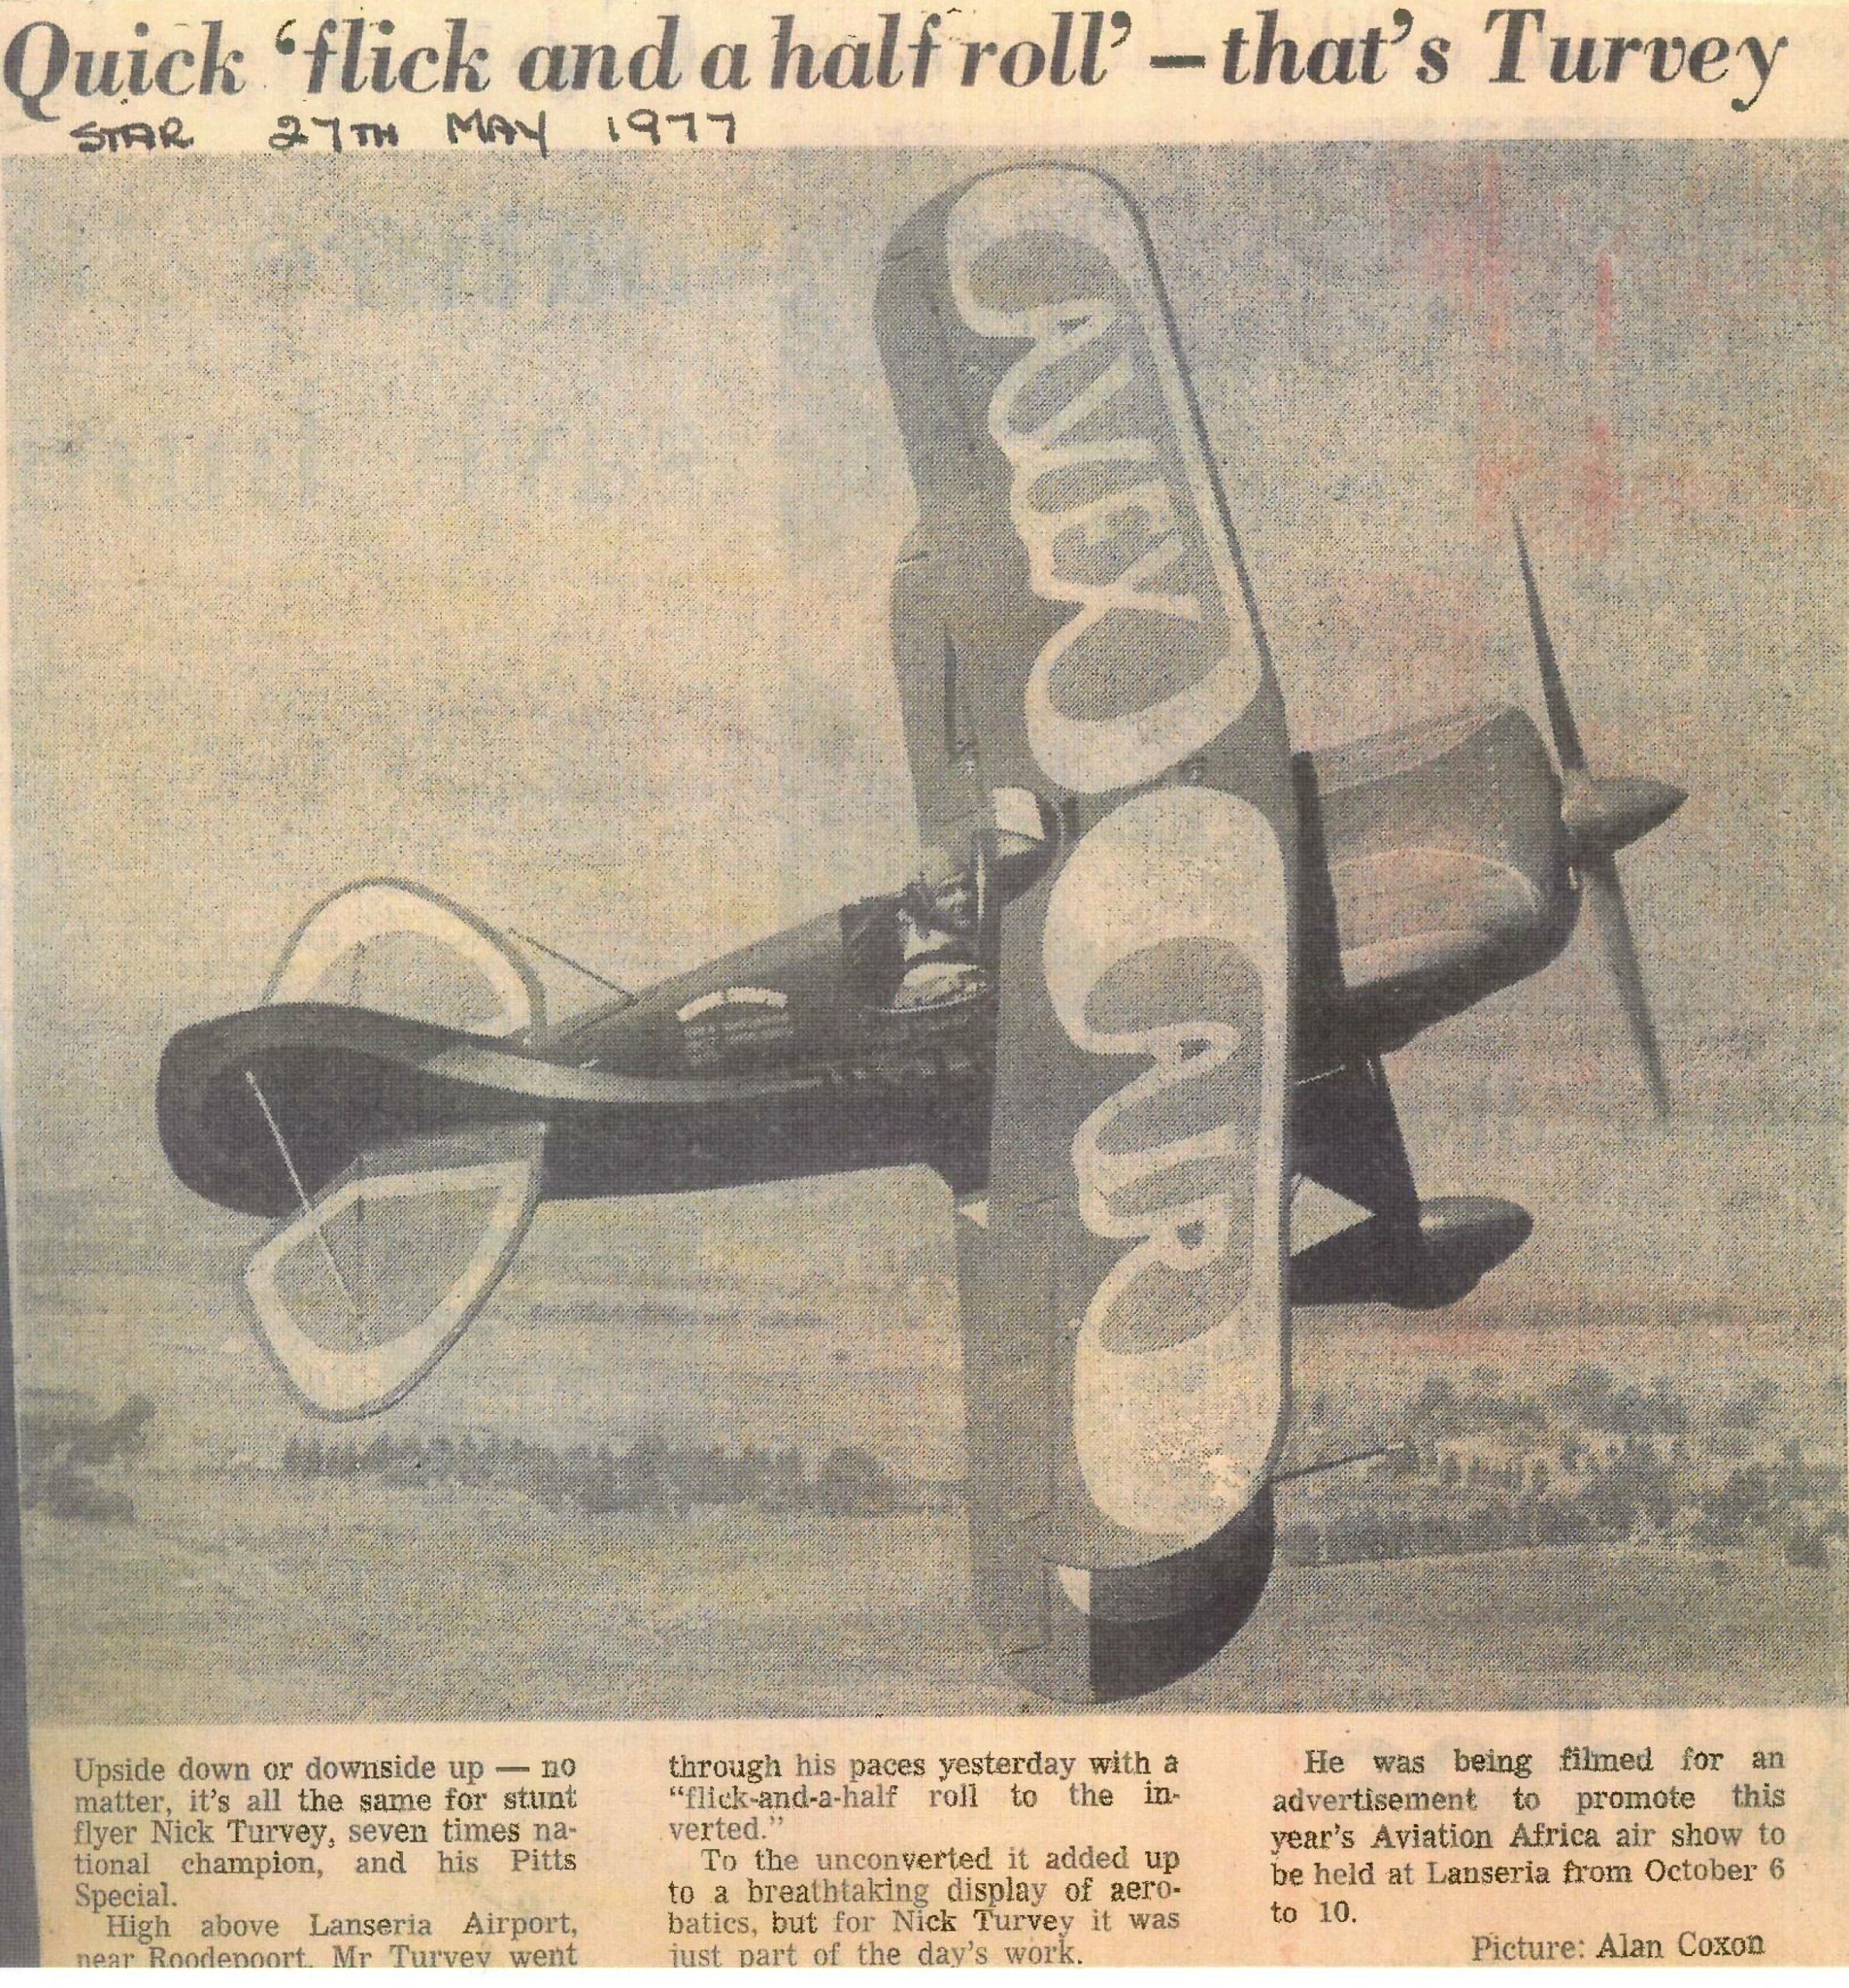 Quick ‘flick and a half roll’ – that’s Turvey
STAR 27TH MAY 1977
AVEX
AIR
Upside down or downside up — no
matter, it’s all the same for stunt
flyer Nick Turvey, seven times na-
tional champion, and his Pitts
Special.
High above Lanseria Airport,
near Roodepoort, Mr Turvey went
through his paces yesterday with a
“flick-and-a-half roll to the in-
verted.”
To the unconverted it added up
to a breathtaking display of aero-
batics, but for Nick Turvey it was
just part of the day’s work.
He was being filmed for an
advertisement to promote this
year’s Aviation Africa air show to
be held at Lanseria from October 6
to 10.
Picture: Alan Coxon